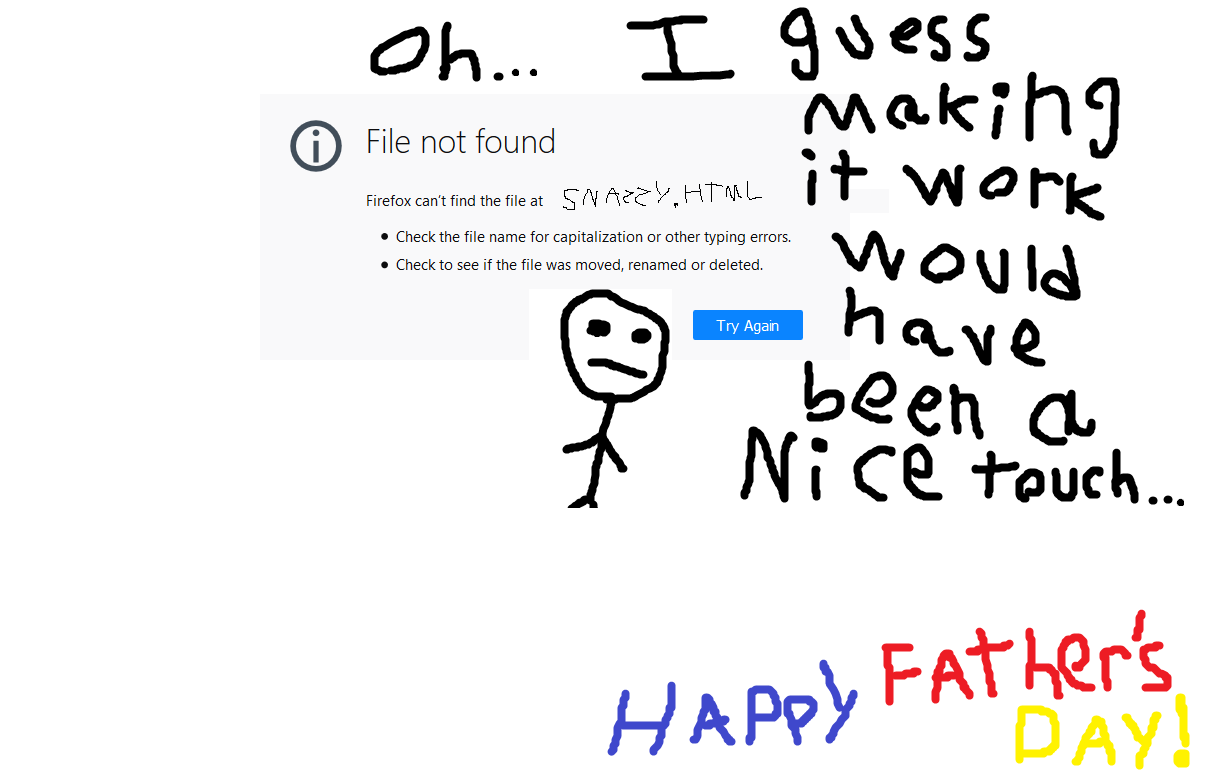 Oh... I guess
making
File not found
it work
Firefox can't find the file at SNAZZY.HTML
• Check the file name for capitalization or other typing errors.
would
• Check to see if the file was moved, renamed or deleted.
have
Try Again
been a
Nice touch...
HAPPY FATher's
DAY!